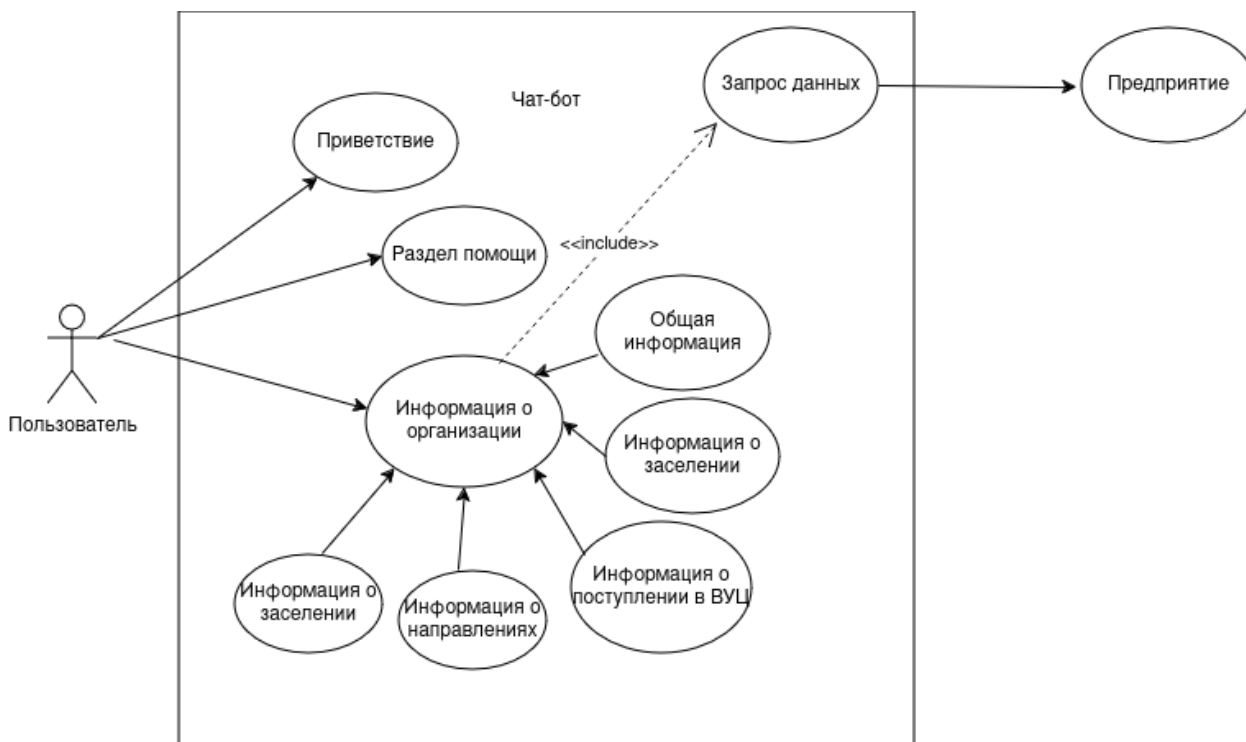 Запрос данных
Предприятие
Чат-бот
Приветствие
Раздел помощи
<<include>>
Общая
информация
Пользователь
Информация о
организации
Информация о
заселении
Информация о
заселении
Информация о
направлениях
Информация о
поступлении в ВУЦ